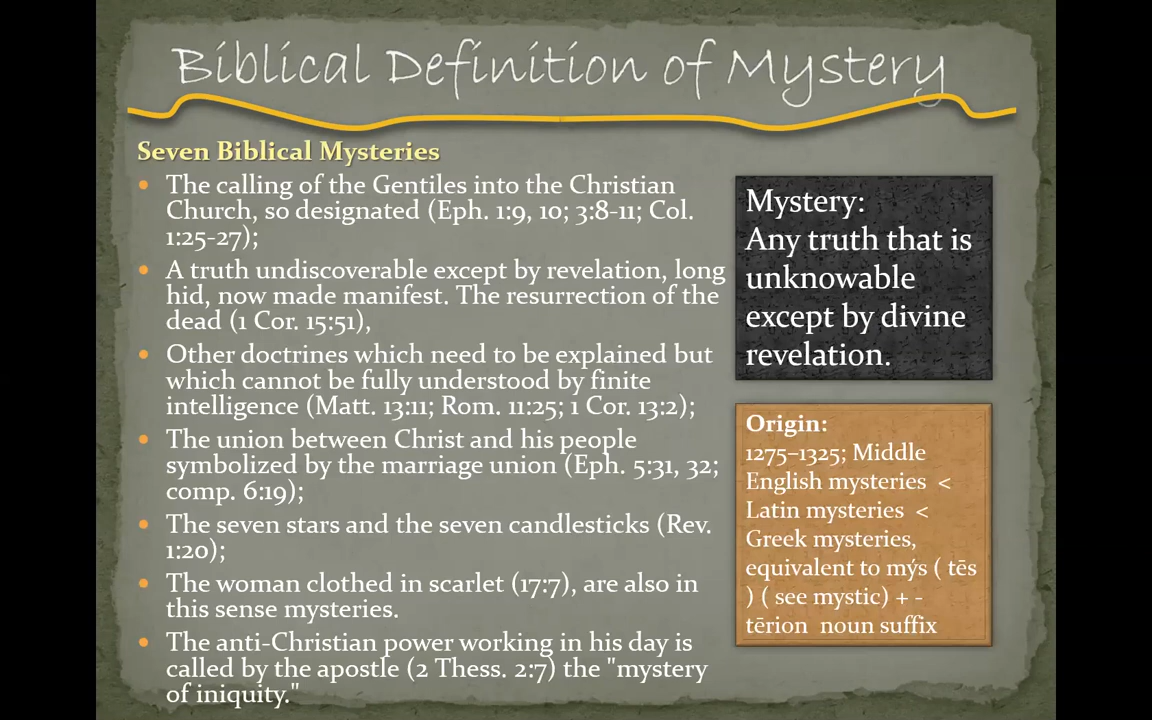 Biblical Definition of Mystery
Seven Biblical Mysteries
• The calling of the Gentiles into the Christian
Church, so designated (Eph. 1:9, 10; 3:8-11; Col.
1:25-27);
• A truth undiscoverable except by revelation, long
hid, now made manifest. The resurrection of the
dead (1 Cor. 15:51),
• Other doctrines which need to be explained but
which cannot be fully understood by finite
intelligence (Matt. 13:11; Rom. 11:25; 1 Cor. 13:2);
• The union between Christ and his people
symbolized by the marriage union (Eph. 5:31, 32;
comp. 6:19);
• The seven stars and the seven candlesticks (Rev.
1:20);
• The woman clothed in scarlet (17:7), are also in
this sense mysteries.
• The anti-Christian power working in his day is
called by the apostle (2 Thess. 2:7) the "mystery
of iniquity."
Mystery:
Any truth that is
unknowable
except by divine
revelation.
Origin:
1275–1325; Middle
English mysteries <
Latin mysteries <
Greek mysteries,
equivalent to mýs ( tēs
) ( see mystic) + -
tērion noun suffix